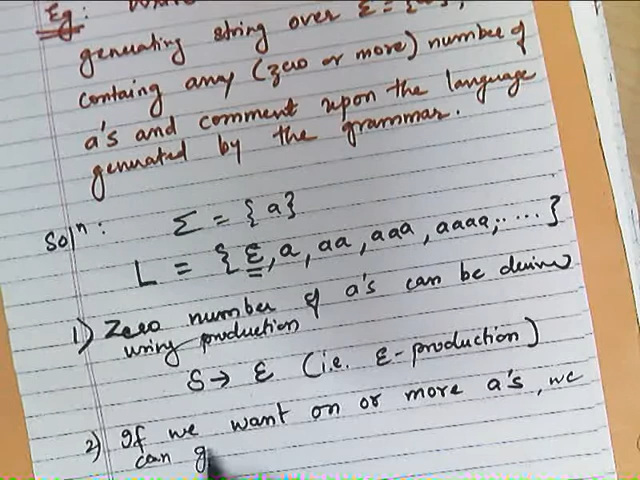 Eg: Write
generating string over Σ = {a},
containg any (zero or more) number of
a's and comment upon the language
generated by the grammar.
Solⁿ: Σ = {a}
L = {ε, a, aa, aaa, aaaa, ....}
1) Zero number of a's can be derive
using production
S → ε (i.e. ε-production)
2) If we want on or more a's, we
can g